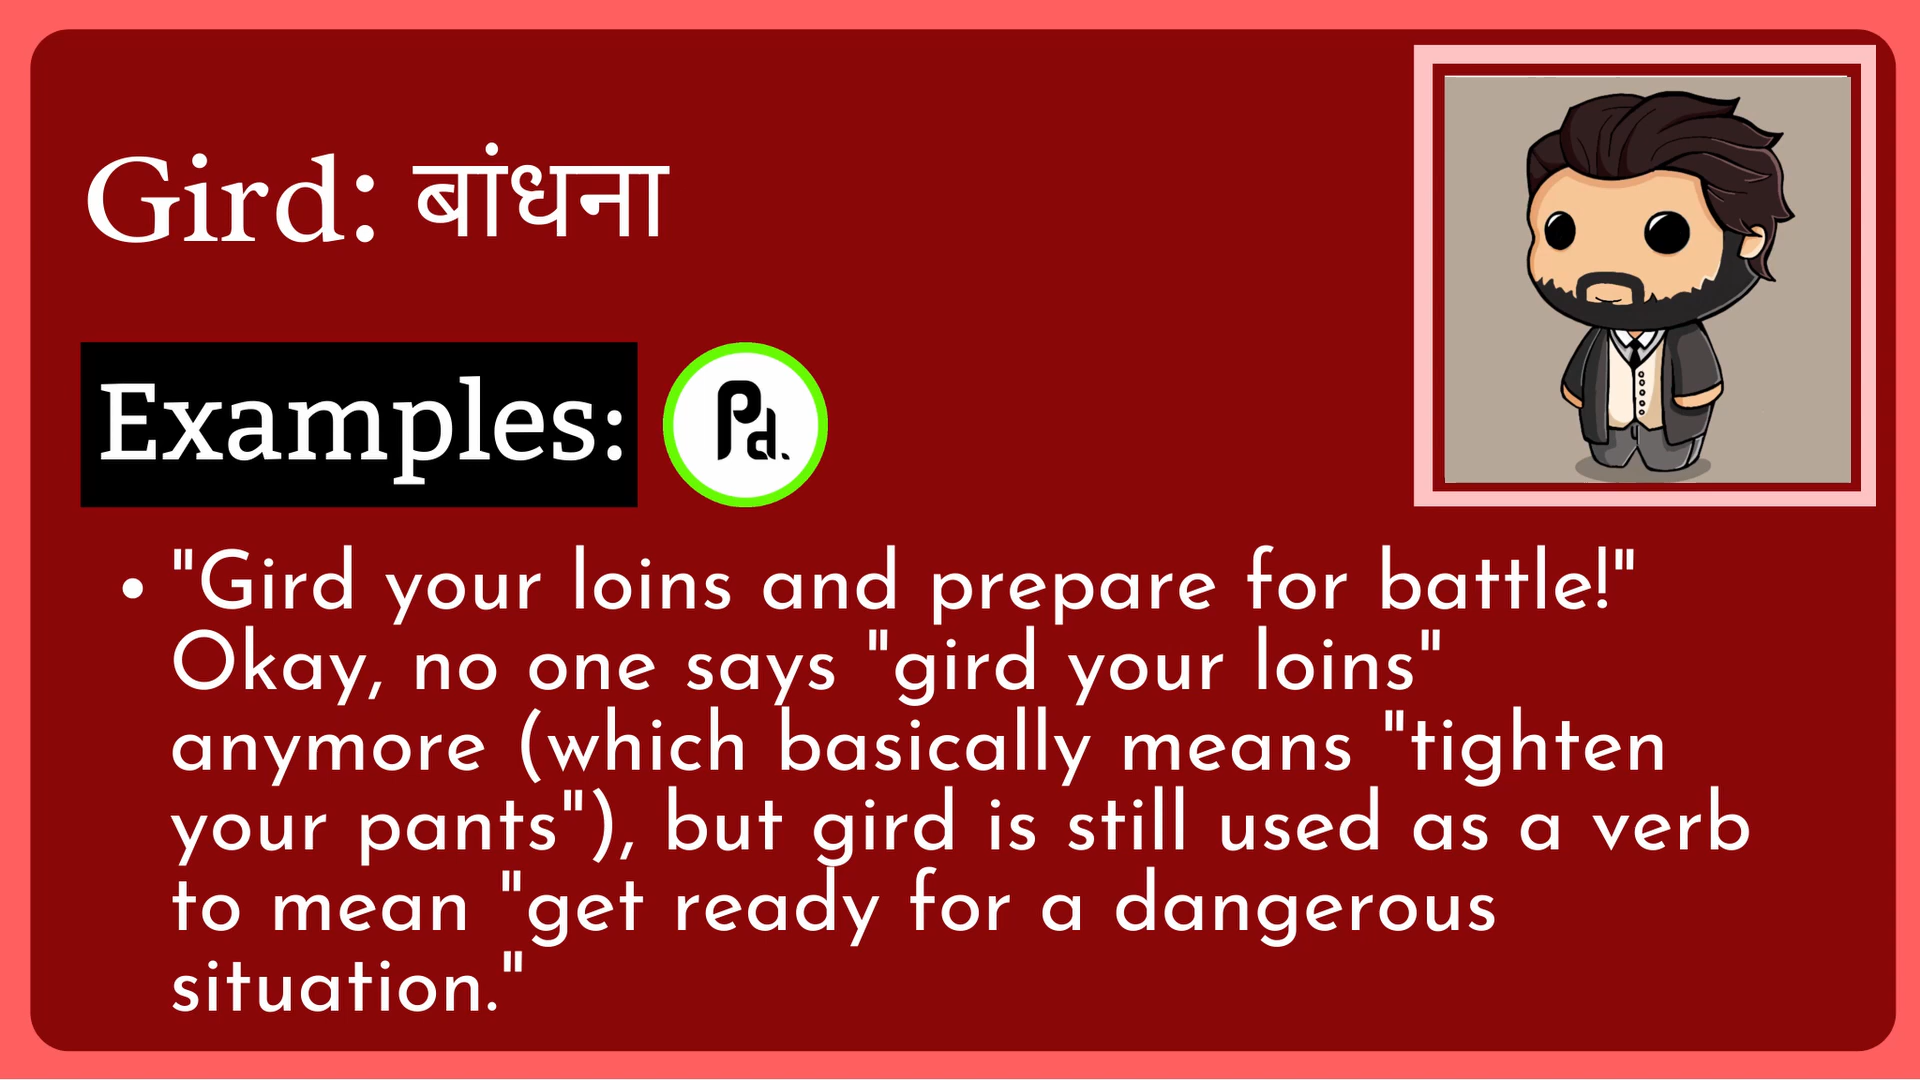 Gird: बांधना
Examples:
Pd.
• "Gird your loins and prepare for battle!"
Okay, no one says "gird your loins"
anymore (which basically means "tighten
your pants"), but gird is still used as a verb
to mean "get ready for a dangerous
situation."